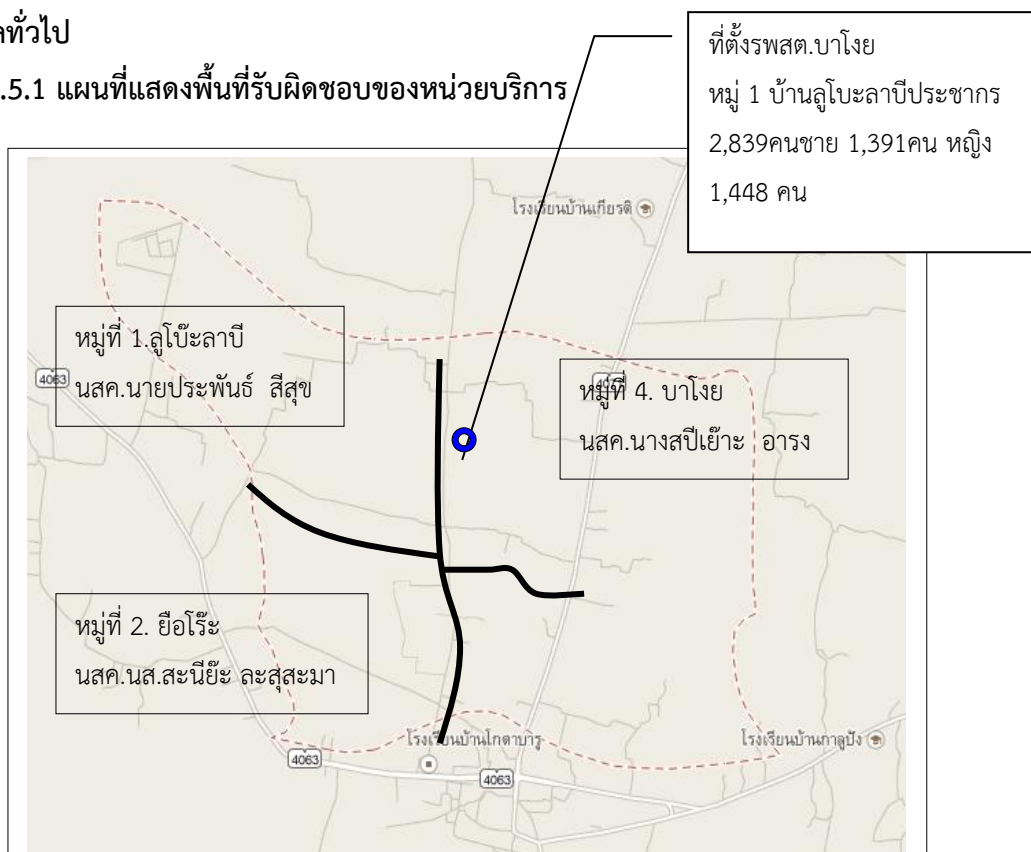 ทั่วไป
.5.1 แผนที่แสดงพื้นที่รับผิดชอบของหน่วยบริการ
ที่ตั้งรพสต.บาโงย
หมู่ 1 บ้านลูโบะลาบีประชากร
2,839คนชาย 1,391คน หญิง
1,448 คน
โรงเรียนบ้านเกียรติ
หมู่ที่ 1.ลูโบ๊ะลาบี
นสค.นายประพันธ์ สีสุข
4063
หมู่ที่ 4. บาโงย
นสค.นางสปีเย๊าะ อารง
หมู่ที่ 2. ยือโร๊ะ
นสค.นส.สะนีย๊ะ ละสุสะมา
โรงเรียนบ้านโกตาบารู
โรงเรียนบ้านกาลูปัง
4063
4063